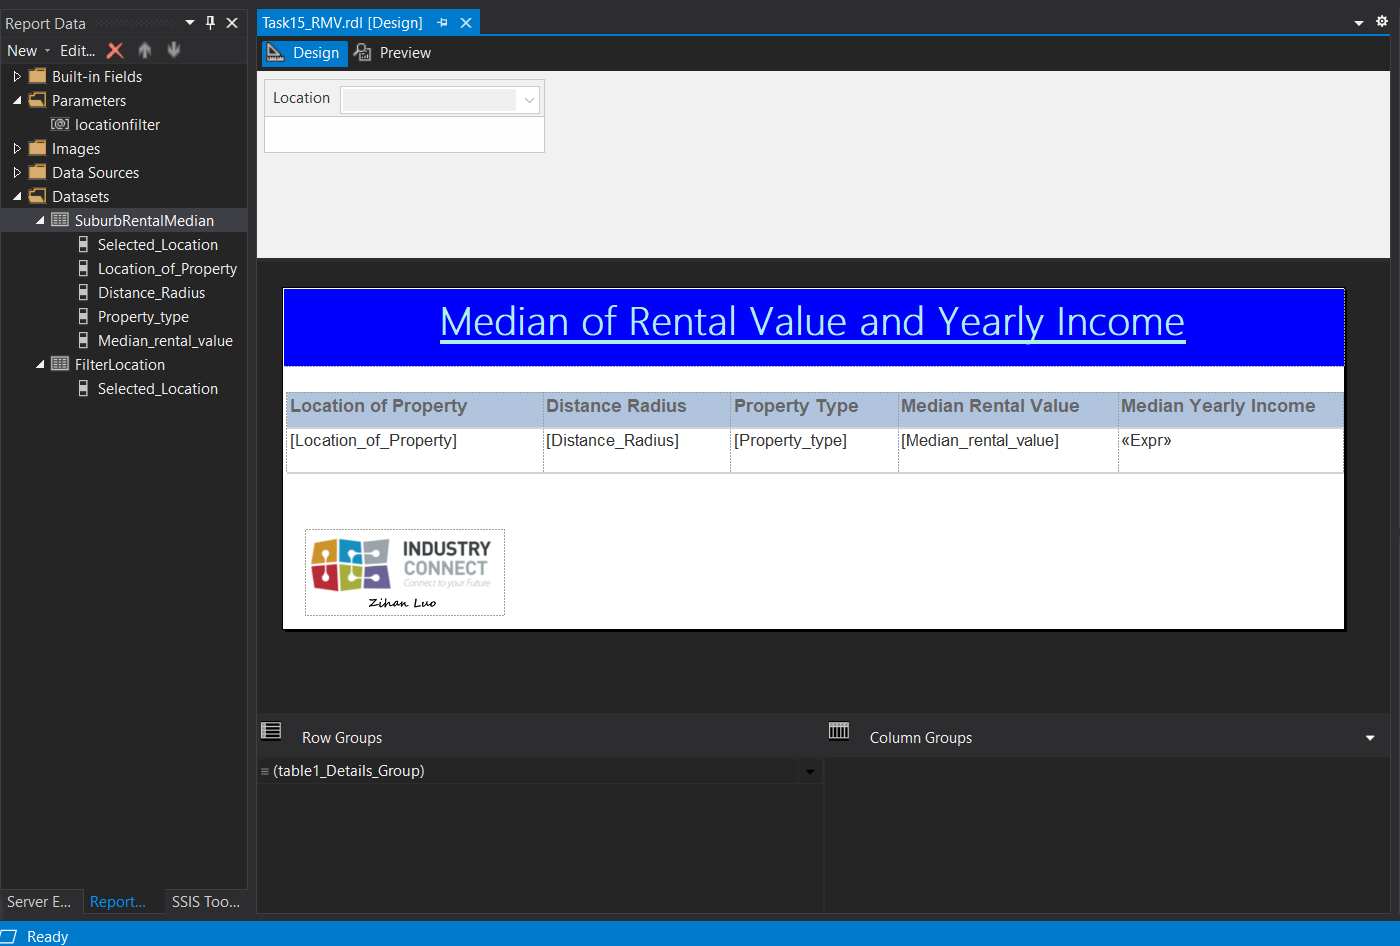 Report Data
New Edit...
Built-in Fields
Parameters
locationfilter
Images
Data Sources
Datasets
SuburbRentalMedian
Selected_Location
Location_of_Property
Distance_Radius
Property_type
Median_rental_value
FilterLocation
Selected_Location
Server E... Report... SSIS Too...
Task15_RMV.rdl [Design]
Design Preview
Location
Median of Rental Value and Yearly Income
Location of Property Distance Radius Property Type Median Rental Value Median Yearly Income
[Location_of_Property] [Distance_Radius] [Property_type] [Median_rental_value] «Expr»
INDUSTRY
CONNECT
Connect to your Future
Zihan Luo
Row Groups Column Groups
(table1_Details_Group)
Ready